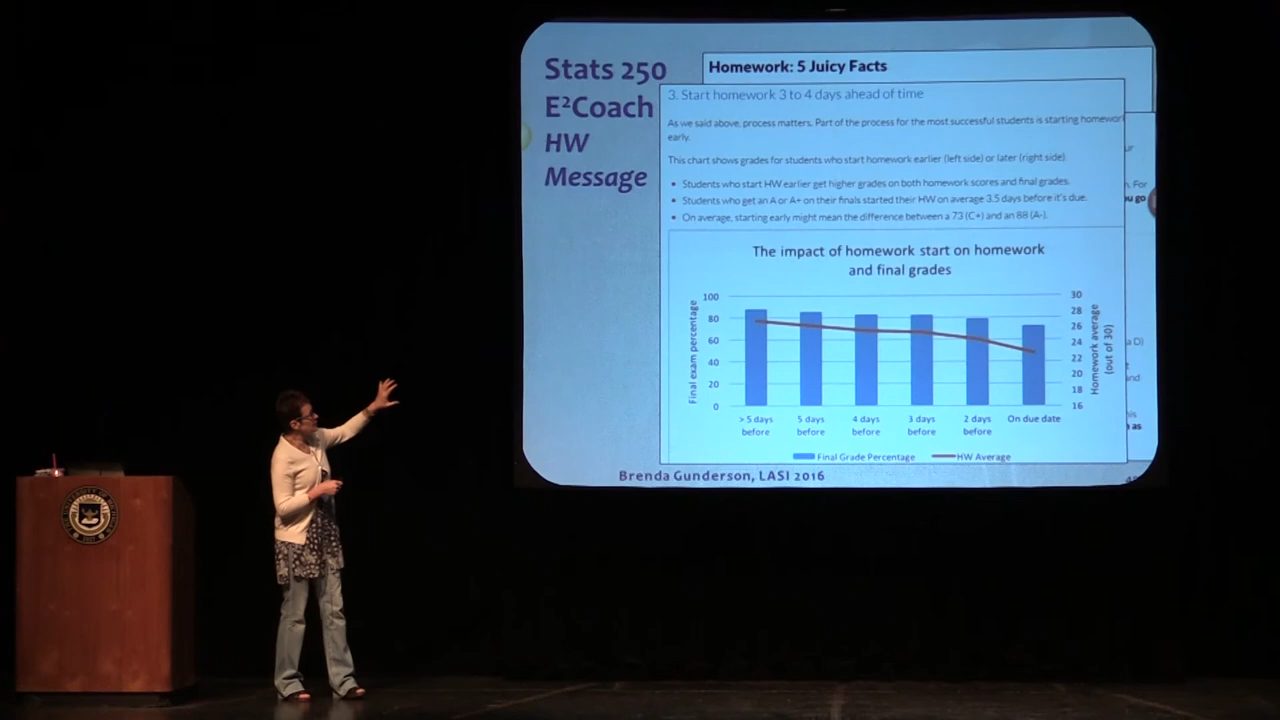 Stats 250
E²Coach
HW
Message
Homework: 5 Juicy Facts
3. Start homework 3 to 4 days ahead of time
As we said above, process matters. Part of the process for the most successful students is starting homework
early.
This chart shows grades for students who start homework earlier (left side) or later (right side).
• Students who start HW earlier get higher grades on both homework scores and final grades.
• Students who get an A or A+ on their finals started their HW on average 3.5 days before it's due.
• On average, starting early might mean the difference between a 73 (C+) and an 88 (A-).
The impact of homework start on homework
and final grades
Final exam percentage
100
80
60
40
20
0
30
28
26
24
22
20
18
16
Homework average
(out of 30)
> 5 days before
5 days before
4 days before
3 days before
2 days before
On due date
Final Grade Percentage
HW Average
Brenda Gunderson, LASI 2016
. For
u go
a D)
and
as